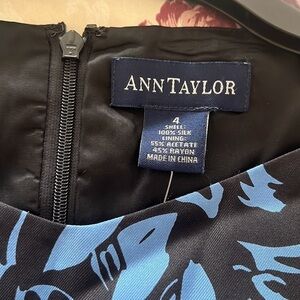 ANN TAYLOR
4
SHELL:
100% SILK
LINING:
55% ACETATE
45% RAYON
MADE IN CHINA